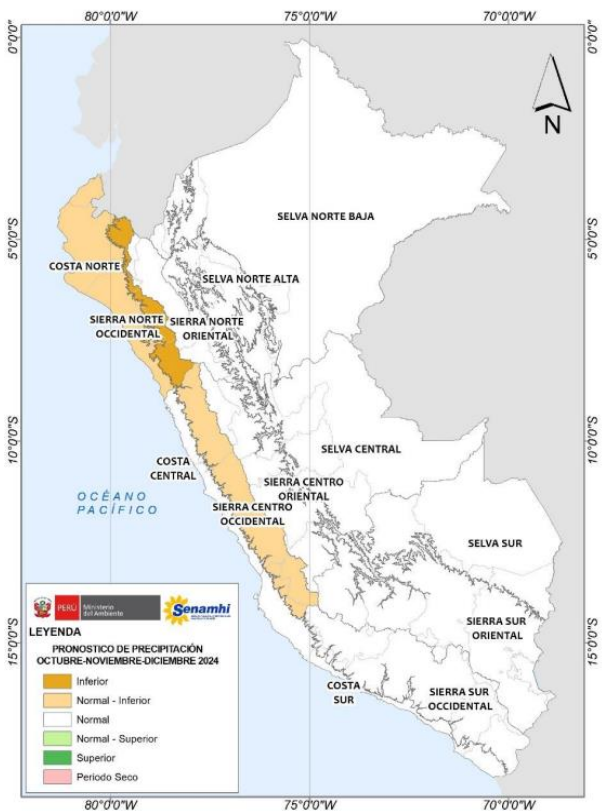 80°0'0"W 75°0'0"W 70°0'0"W
0°0'0"
0°0'0"
N
SELVA NORTE BAJA
5°0'0"S
5°0'0"S
COSTA NORTE
SELVA NORTE ALTA
SIERRA NORTE
OCCIDENTAL
SIERRA NORTE
ORIENTAL
10°0'0"S
10°0'0"S
SELVA CENTRAL
COSTA
CENTRAL
SIERRA CENTRO
ORIENTAL
OCÉANO
PACÍFICO
SIERRA CENTRO
OCCIDENTAL
SELVA SUR
SIERRA SUR
ORIENTAL
15°0'0"S
15°0'0"S
COSTA
SUR
SIERRA SUR
OCCIDENTAL
PERÚ Ministerio
del Ambiente
Senamhi
LEYENDA
PRONOSTICO DE PRECIPITACIÓN
OCTUBRE-NOVIEMBRE-DICIEMBRE 2024
Inferior
Normal - Inferior
Normal
Normal - Superior
Superior
Periodo Seco
80°0'0"W 75°0'0"W 70°0'0"W